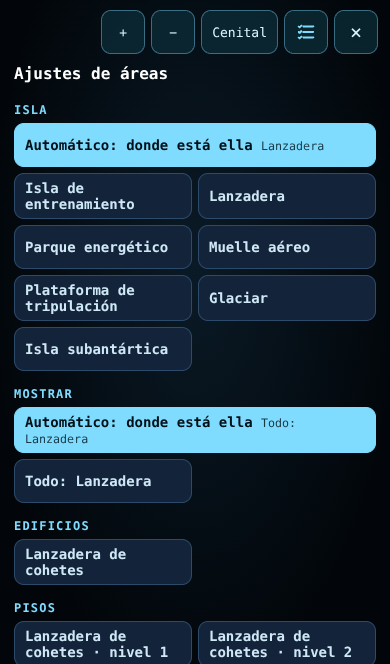 + − Cenital ✕
Ajustes de áreas
ISLA
Automático: donde está ella Lanzadera
Isla de
entrenamiento
Lanzadera
Parque energético
Muelle aéreo
Plataforma de
tripulación
Glaciar
Isla subantártica
MOSTRAR
Automático: donde está ella Todo:
Lanzadera
Todo: Lanzadera
EDIFICIOS
Lanzadera de
cohetes
PISOS
Lanzadera de
cohetes · nivel 1
Lanzadera de
cohetes · nivel 2